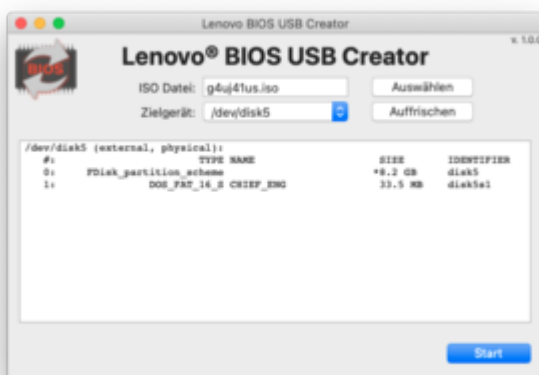 Lenovo BIOS USB Creator
v. 1.0.0
BIOS
Lenovo® BIOS USB Creator
ISO Datei: g4uj41us.iso Auswählen
Zielgerät: /dev/disk5 Auffrischen
/dev/disk5 (external, physical):
#: TYPE NAME SIZE IDENTIFIER
0: FDisk_partition_scheme *8.2 GB disk5
1: DOS_FAT_16_S CHIEF_ENG 33.5 MB disk5s1
Start